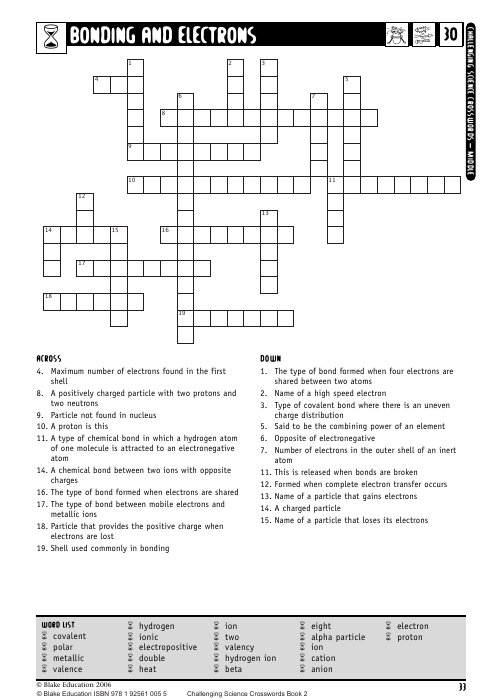 BONDING AND ELECTRONS
30
CHALLENGING SCIENCE CROSSWORDS – MIDDLE
1
2
3
4
5
6
7
8
9
10
11
12
13
14
15
16
17
18
19
ACROSS
4. Maximum number of electrons found in the first
shell
8. A positively charged particle with two protons and
two neutrons
9. Particle not found in nucleus
10. A proton is this
11. A type of chemical bond in which a hydrogen atom
of one molecule is attracted to an electronegative
atom
14. A chemical bond between two ions with opposite
charges
16. The type of bond formed when electrons are shared
17. The type of bond between mobile electrons and
metallic ions
18. Particle that provides the positive charge when
electrons are lost
19. Shell used commonly in bonding
DOWN
1. The type of bond formed when four electrons are
shared between two atoms
2. Name of a high speed electron
3. Type of covalent bond where there is an uneven
charge distribution
5. Said to be the combining power of an element
6. Opposite of electronegative
7. Number of electrons in the outer shell of an inert
atom
11. This is released when bonds are broken
12. Formed when complete electron transfer occurs
13. Name of a particle that gains electrons
14. A charged particle
15. Name of a particle that loses its electrons
WORD LIST
covalent
polar
metallic
valence
hydrogen
ionic
electropositive
double
heat
ion
two
valency
hydrogen ion
beta
eight
alpha particle
ion
cation
anion
electron
proton
© Blake Education 2006
33
© Blake Education ISBN 978 1 92561 005 5 Challenging Science Crosswords Book 2